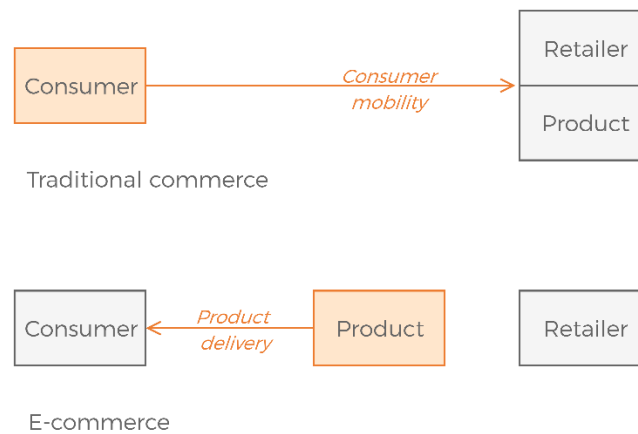 Consumer
Consumer
mobility
Retailer
Product
Traditional commerce
Consumer
Product
delivery
Product
Retailer
E-commerce